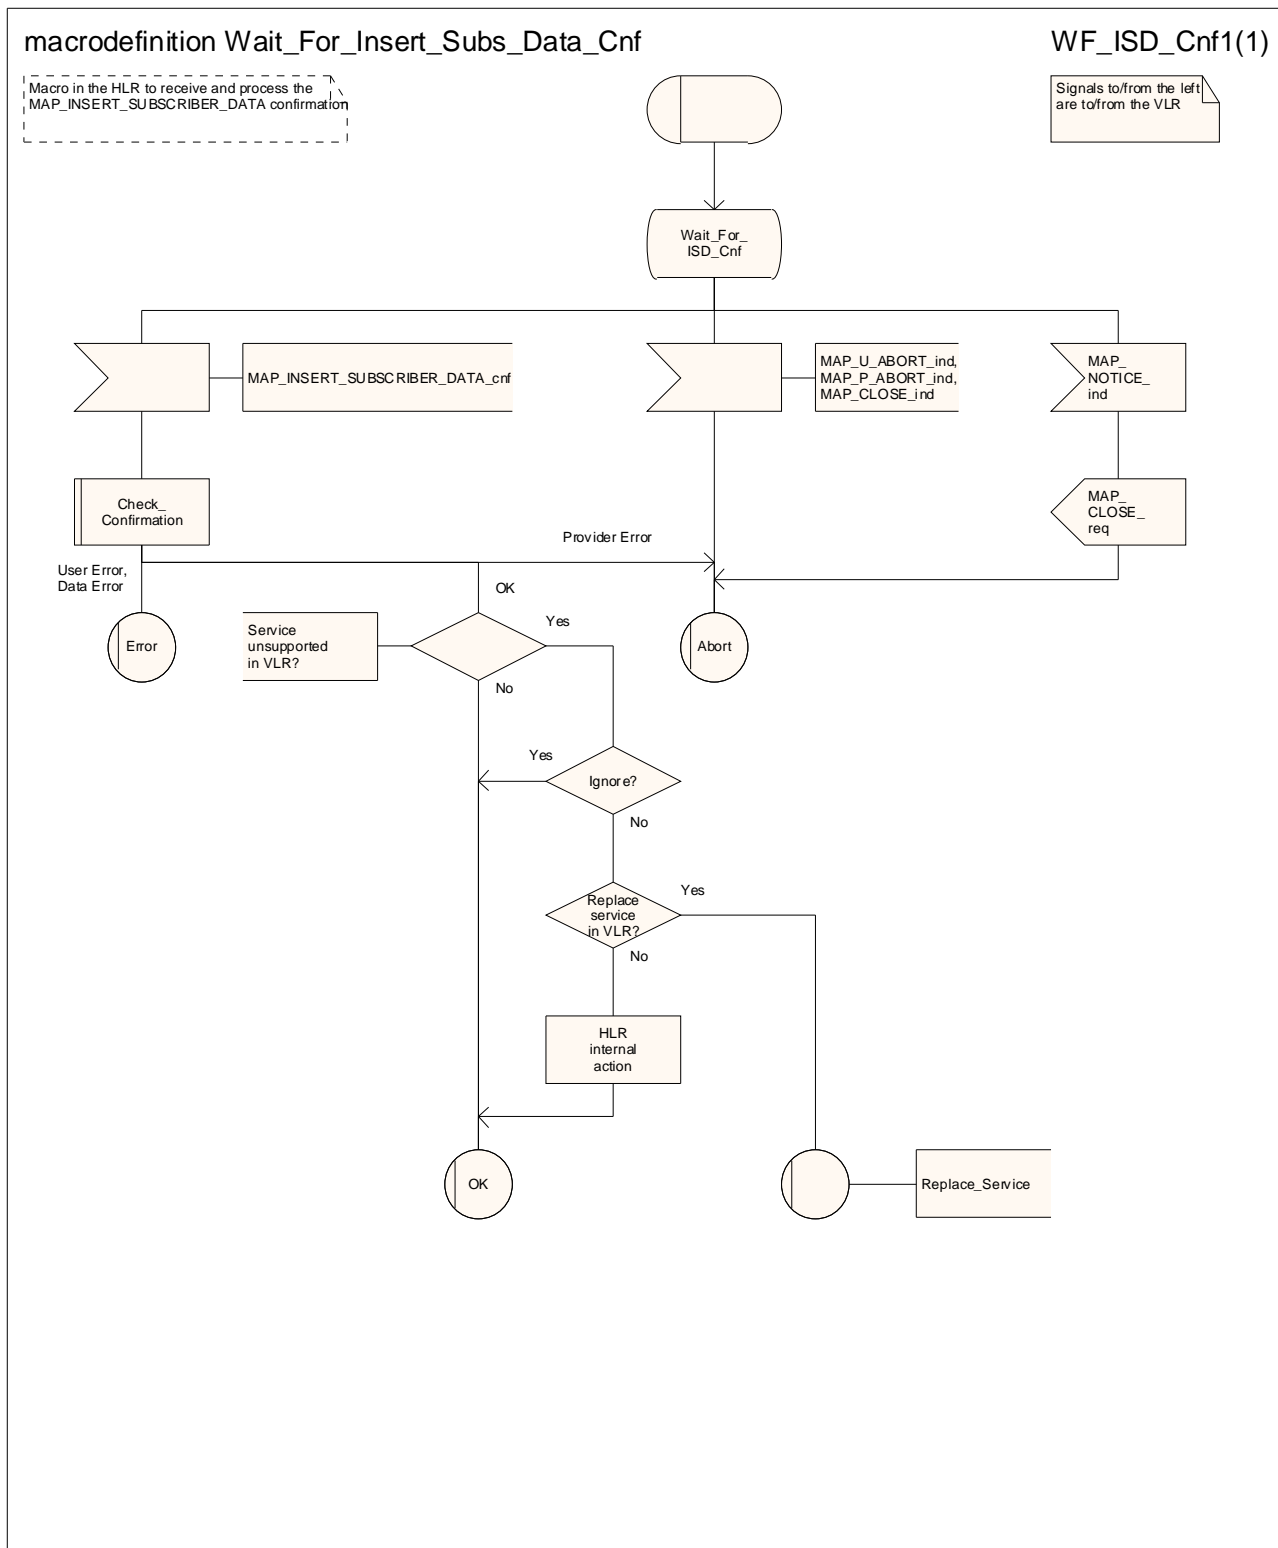 macrodefinition Wait_For_Insert_Subs_Data_Cnf
WF_ISD_Cnf1(1)
Macro in the HLR to receive and process the
MAP_INSERT_SUBSCRIBER_DATA confirmation
Signals to/from the left
are to/from the VLR
Wait_For_
ISD_Cnf
MAP_INSERT_SUBSCRIBER_DATA_cnf
MAP_U_ABORT_ind,
MAP_P_ABORT_ind,
MAP_CLOSE_ind
MAP_
NOTICE_
ind
Check_
Confirmation
MAP_
CLOSE_
req
Provider Error
User Error,
Data Error
OK
Error
Service
unsupported
in VLR?
Yes
Abort
No
Yes
Ignore?
No
Replace
service
in VLR?
Yes
No
HLR
internal
action
OK
Replace_Service